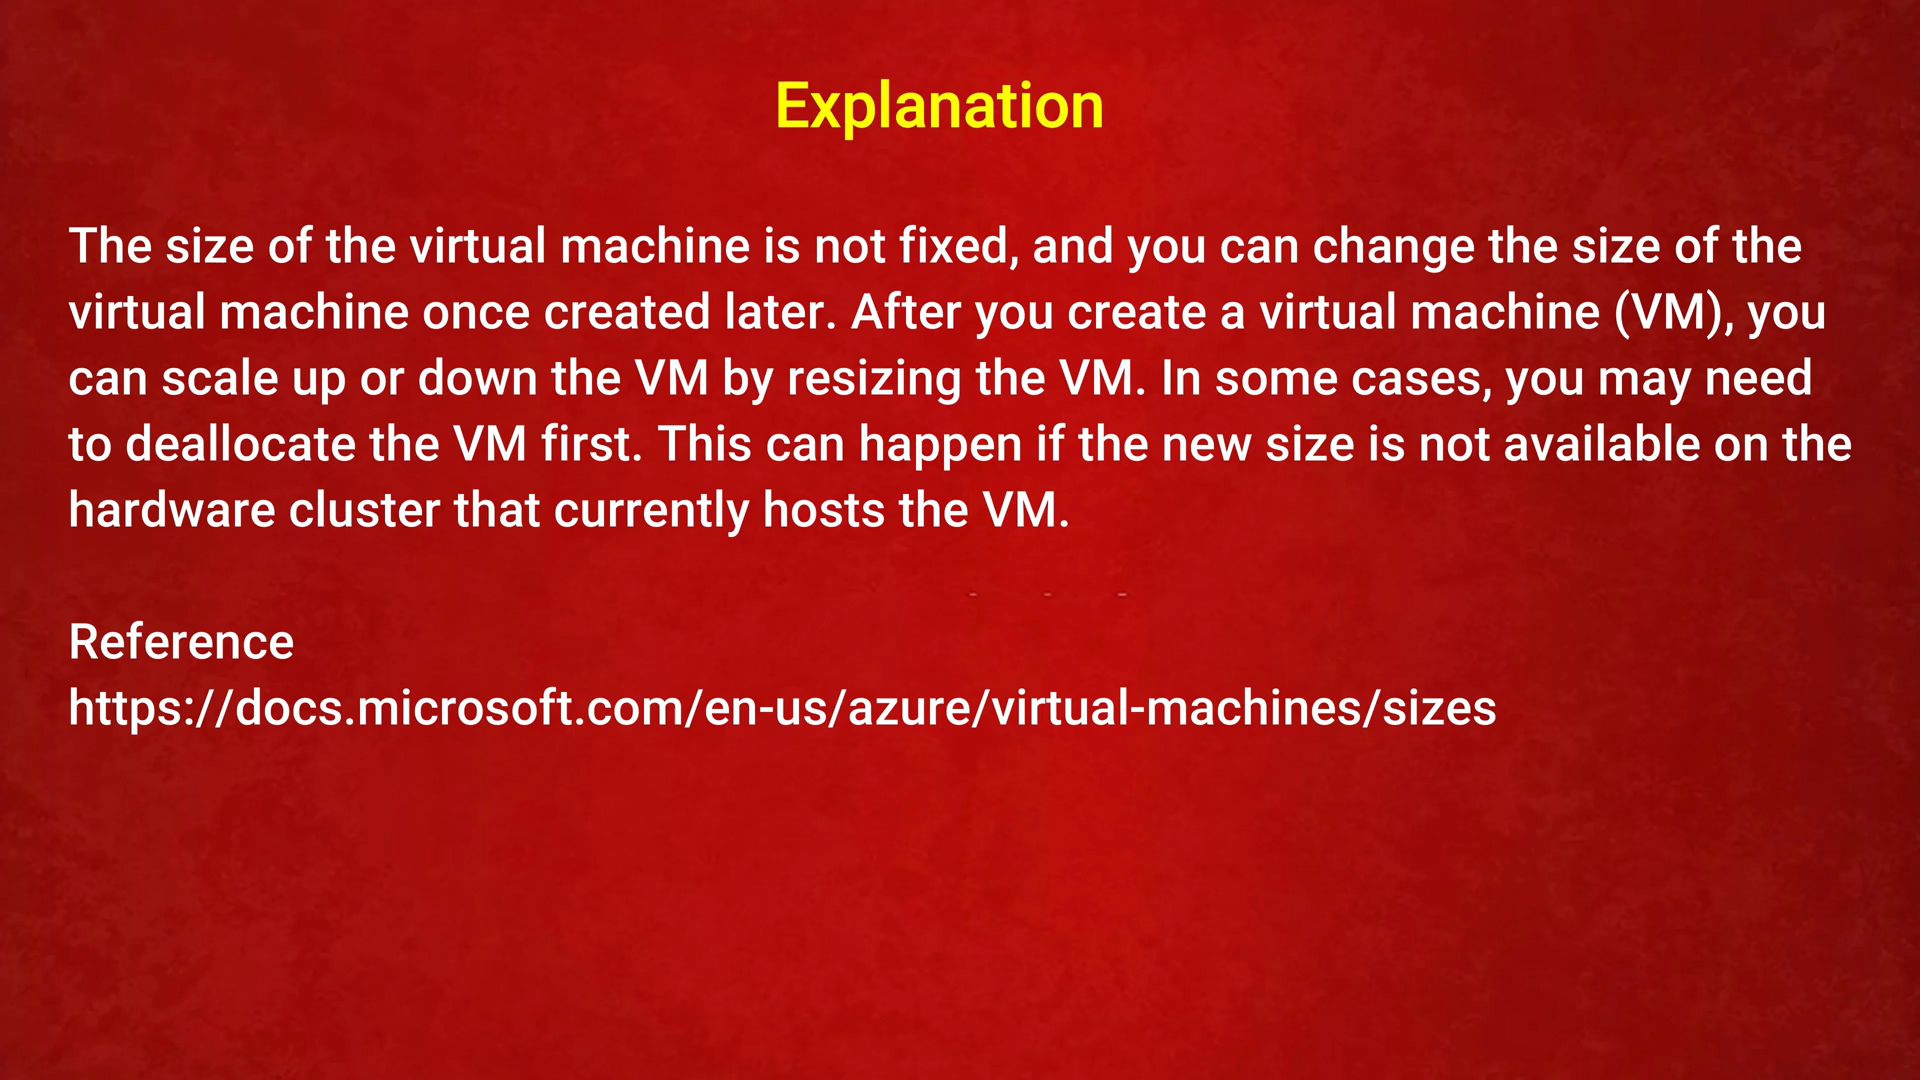 Explanation
The size of the virtual machine is not fixed, and you can change the size of the
virtual machine once created later. After you create a virtual machine (VM), you
can scale up or down the VM by resizing the VM. In some cases, you may need
to deallocate the VM first. This can happen if the new size is not available on the
hardware cluster that currently hosts the VM.
Reference
https://docs.microsoft.com/en-us/azure/virtual-machines/sizes